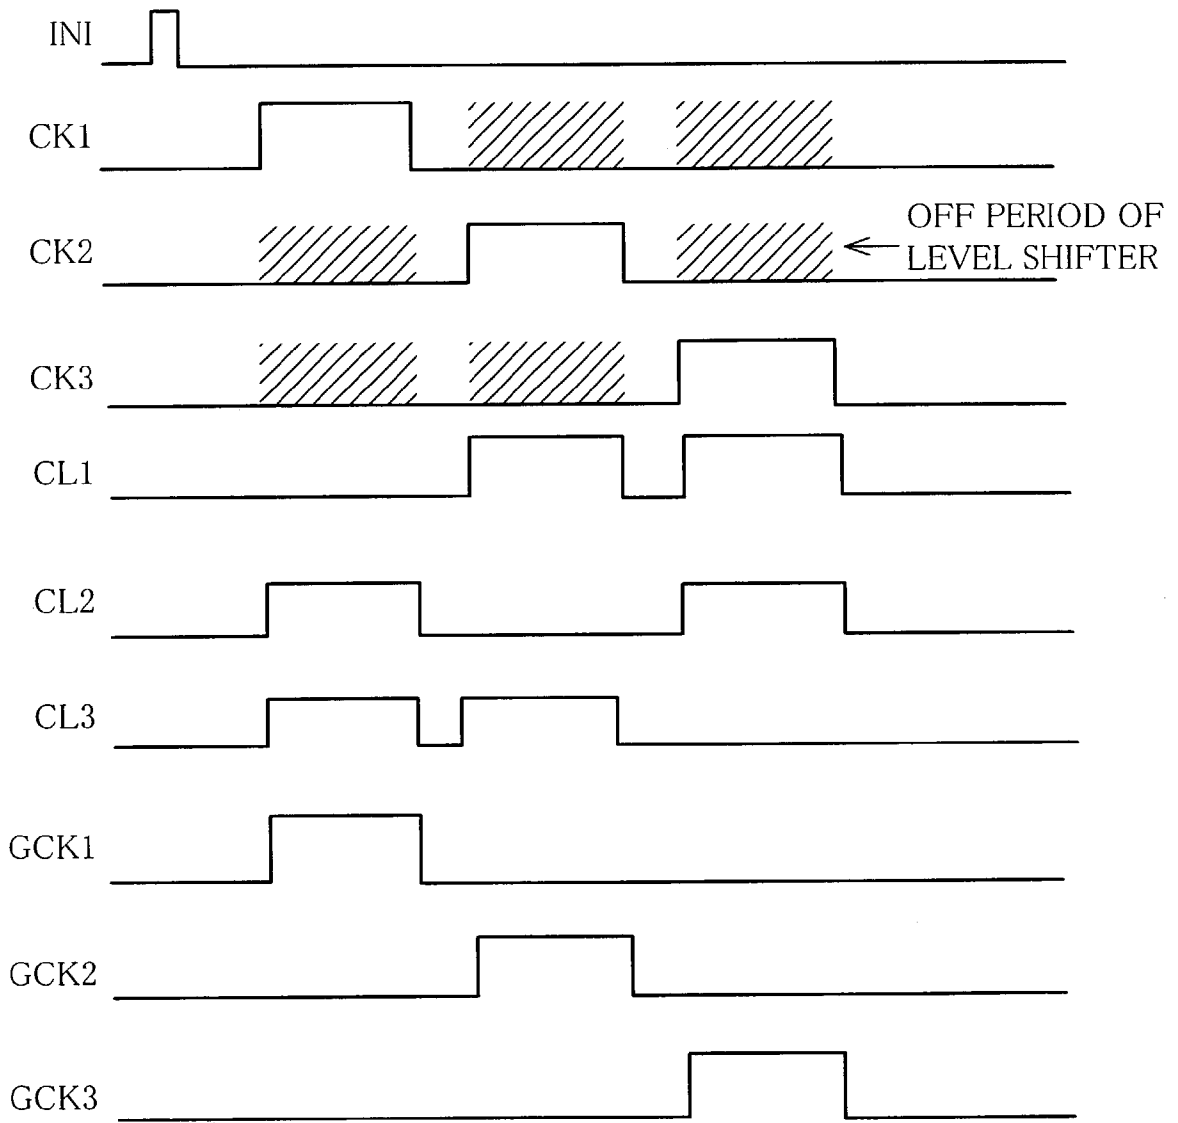 INI
CK1
CK2
OFF PERIOD OF
LEVEL SHIFTER
CK3
CL1
CL2
CL3
GCK1
GCK2
GCK3